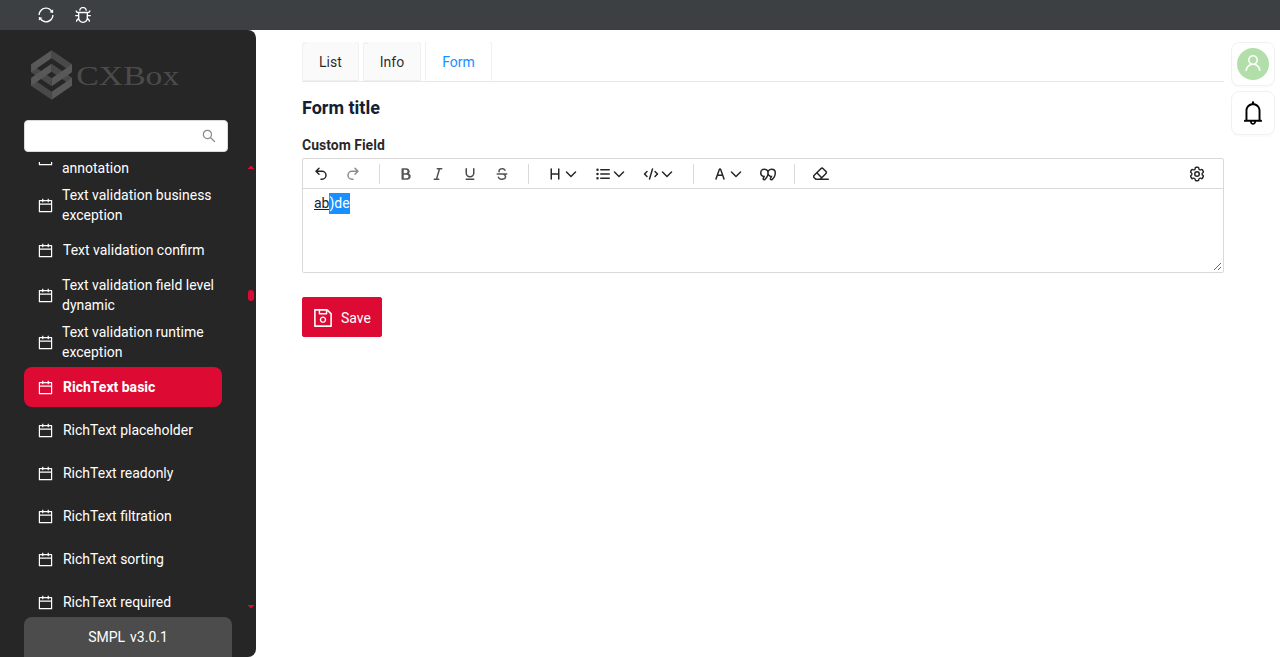 CXBox
annotation
Text validation business
exception
Text validation confirm
Text validation field level
dynamic
Text validation runtime
exception
RichText basic
RichText placeholder
RichText readonly
RichText filtration
RichText sorting
RichText required
SMPL v3.0.1
List Info Form
Form title
Custom Field
B I U S H A
ab)de
Save